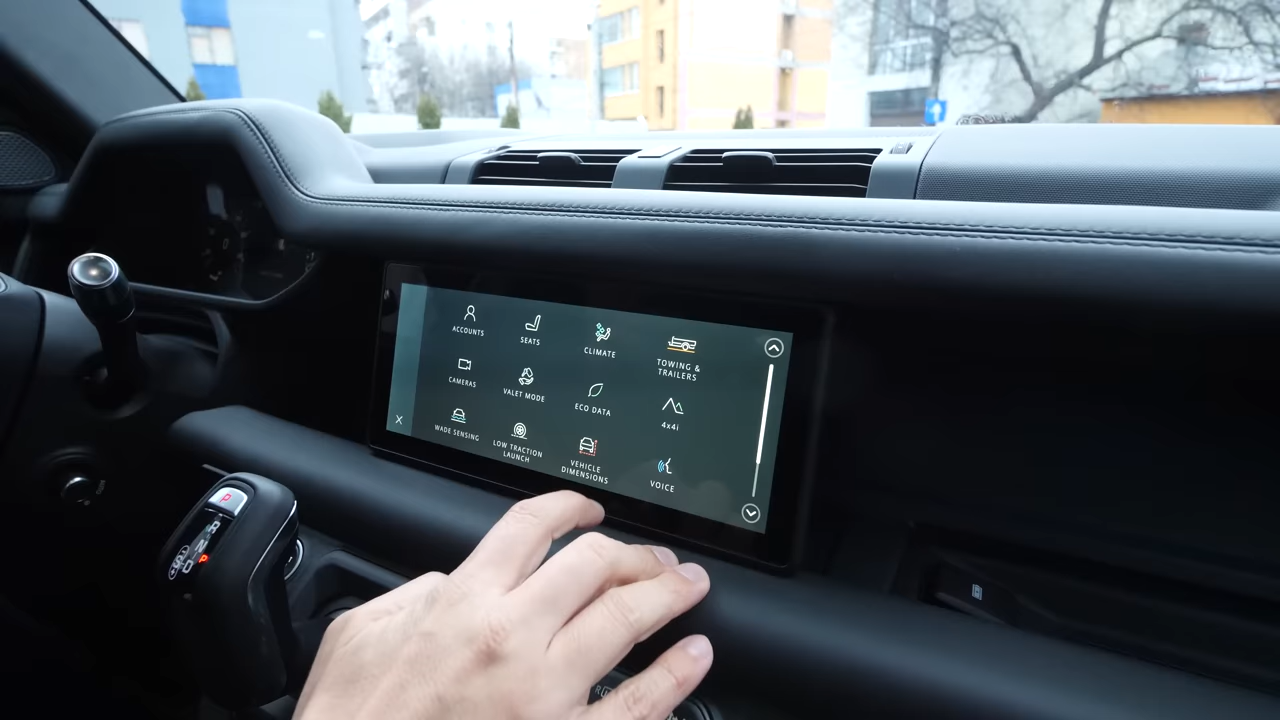 ACCOUNTS
SEATS
CLIMATE
TOWING &
TRAILERS
CAMERAS
VALET MODE
ECO DATA
4x4i
WADE SENSING
LOW TRACTION
LAUNCH
VEHICLE
DIMENSIONS
VOICE
P
R
N
D
P